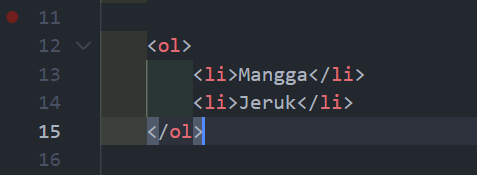 11
12 <ol>
13 <li>Mangga</li>
14 <li>Jeruk</li>
15 </ol>
16